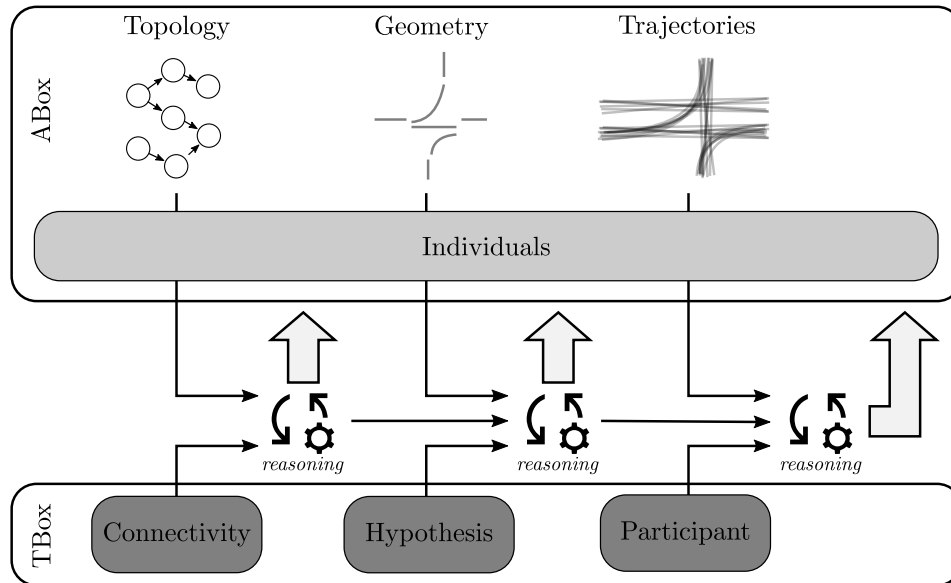 Topology
Geometry
Trajectories
ABox
Individuals
reasoning
reasoning
reasoning
TBox
Connectivity
Hypothesis
Participant